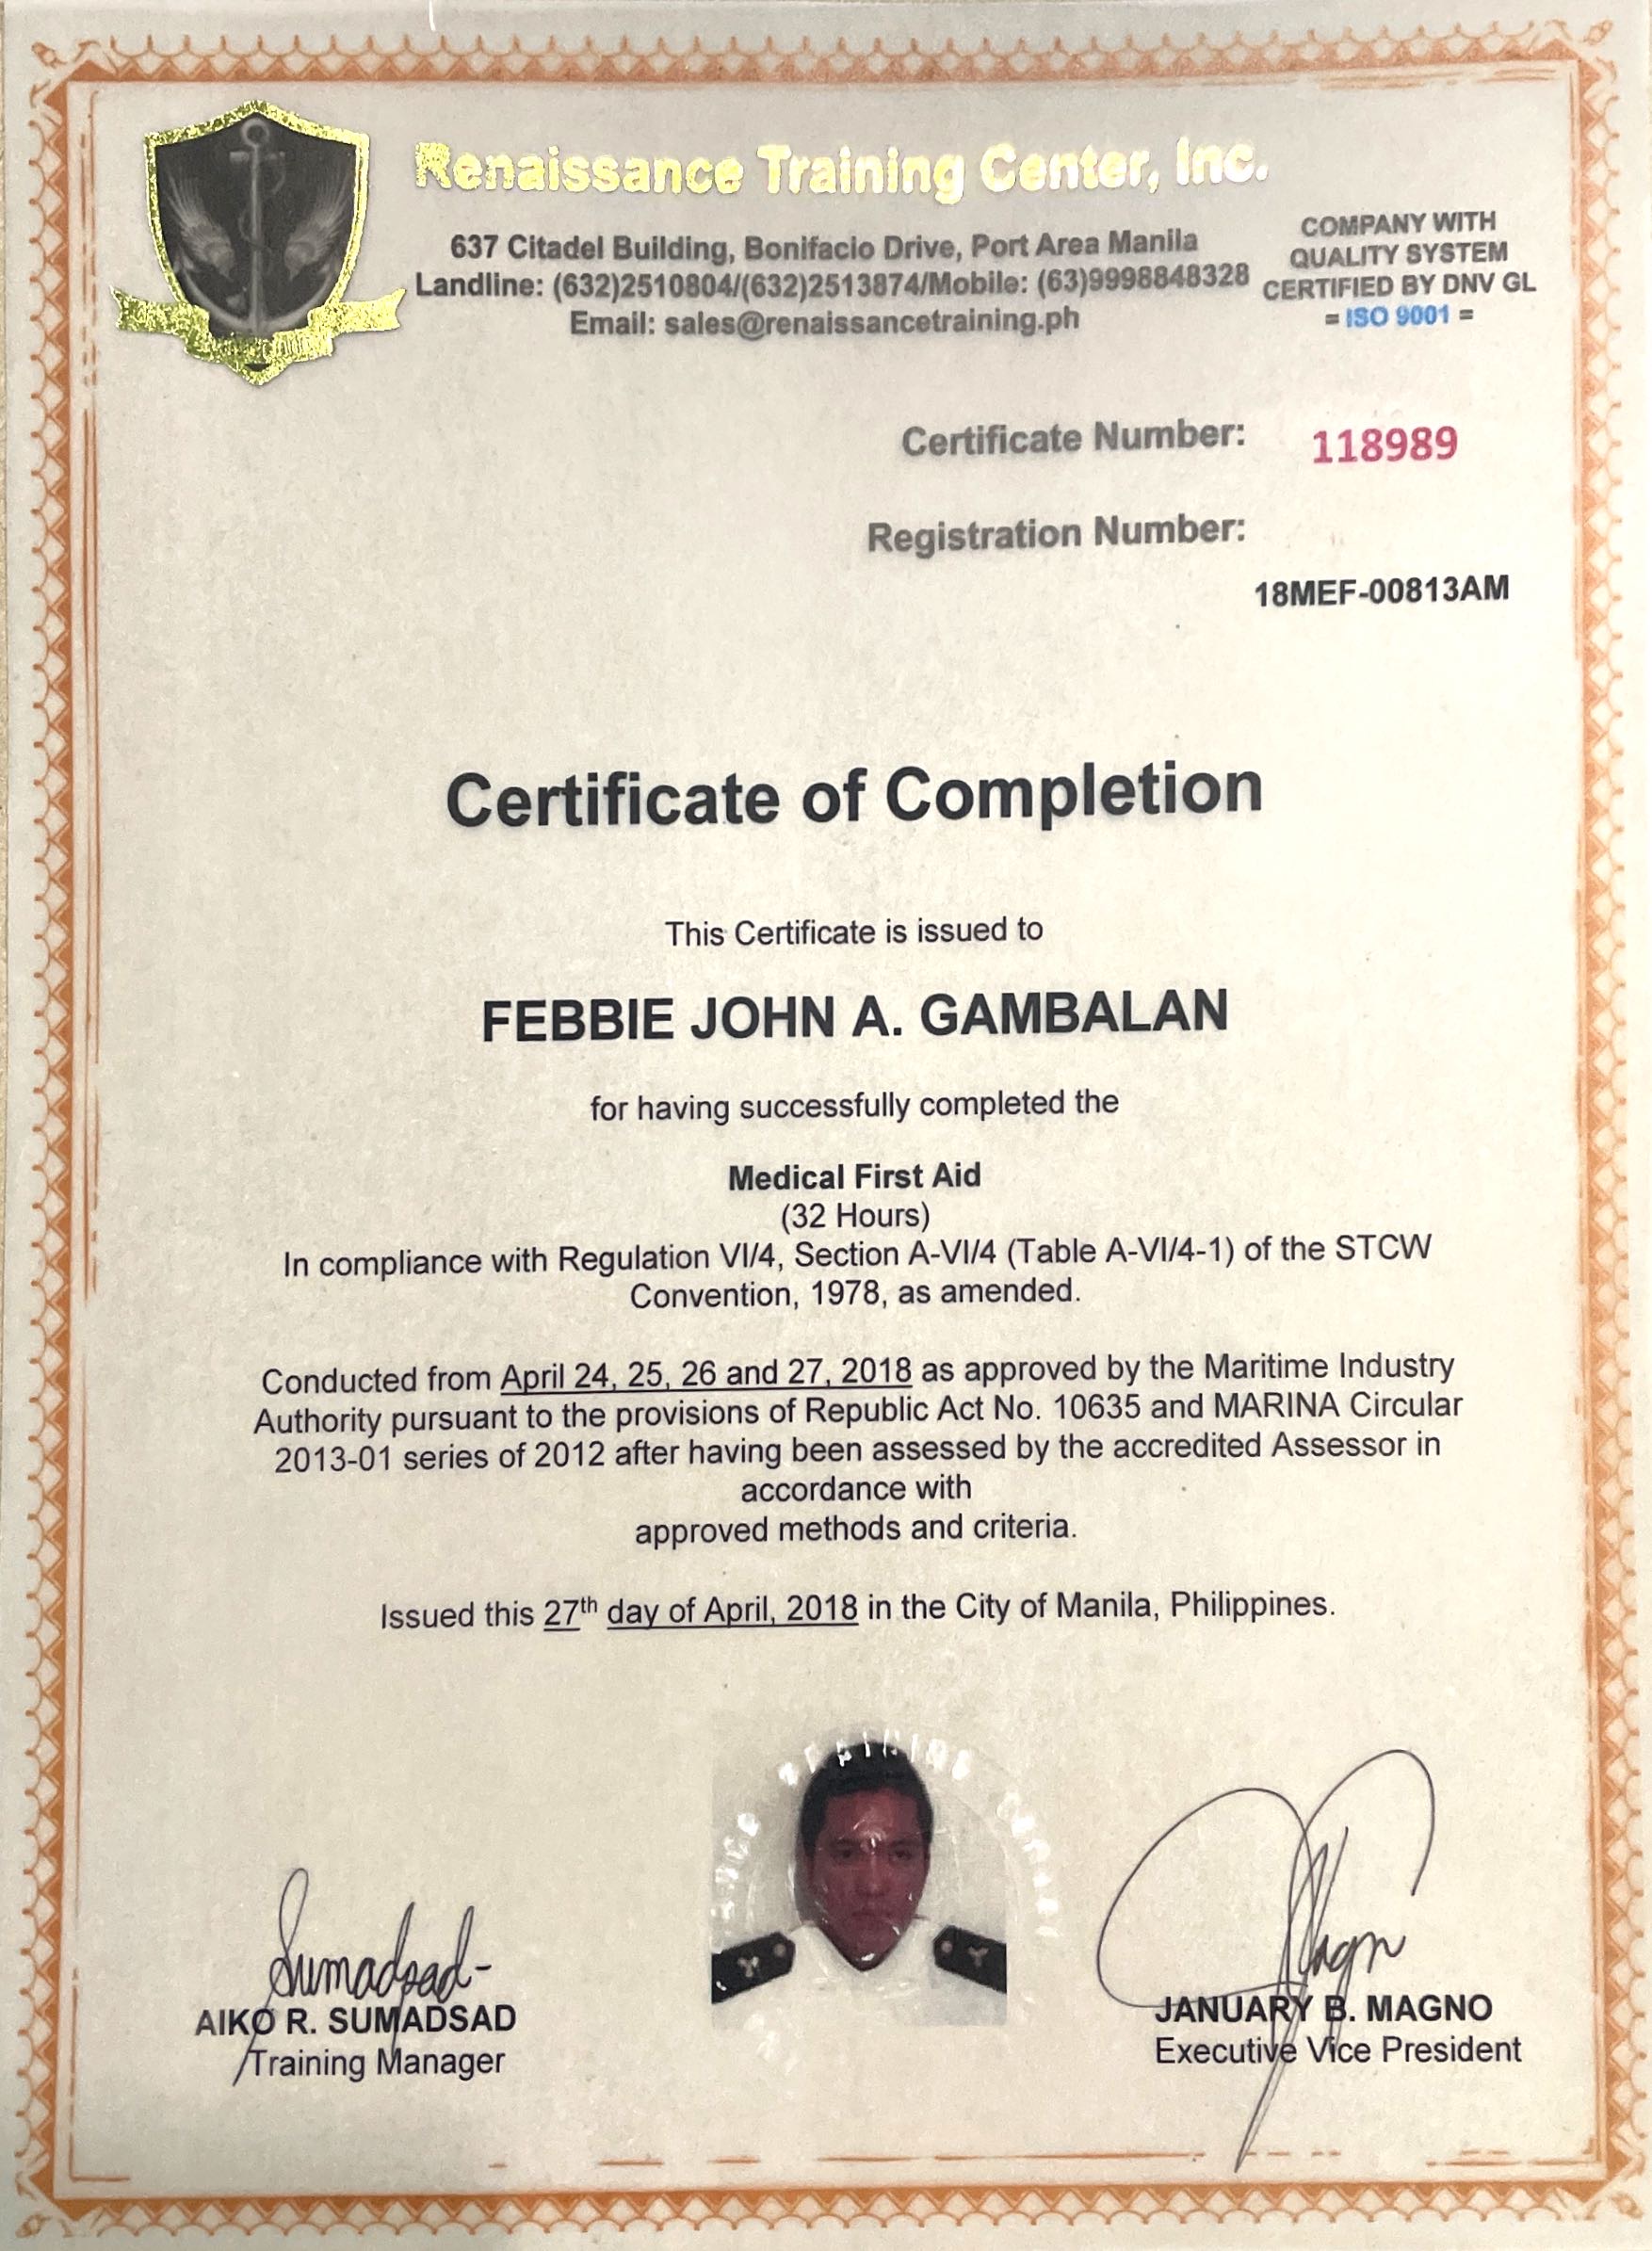 Renaissance Training Center, Inc.
637 Citadel Building, Bonifacio Drive, Port Area Manila
Landline: (632)2510804/(632)2513874/Mobile: (63)9998848328
Email: sales@renaissancetraining.ph
COMPANY WITH
QUALITY SYSTEM
CERTIFIED BY DNV GL
= ISO 9001 =
Certificate Number: 118989
Registration Number:
18MEF-00813AM
Certificate of Completion
This Certificate is issued to
FEBBIE JOHN A. GAMBALAN
for having successfully completed the
Medical First Aid
(32 Hours)
In compliance with Regulation VI/4, Section A-VI/4 (Table A-VI/4-1) of the STCW
Convention, 1978, as amended.
Conducted from April 24, 25, 26 and 27, 2018 as approved by the Maritime Industry
Authority pursuant to the provisions of Republic Act No. 10635 and MARINA Circular
2013-01 series of 2012 after having been assessed by the accredited Assessor in
accordance with
approved methods and criteria.
Issued this 27th day of April, 2018 in the City of Manila, Philippines.
Sumadsad
AIKO R. SUMADSAD
Training Manager
JANUARY B. MAGNO
Executive Vice President